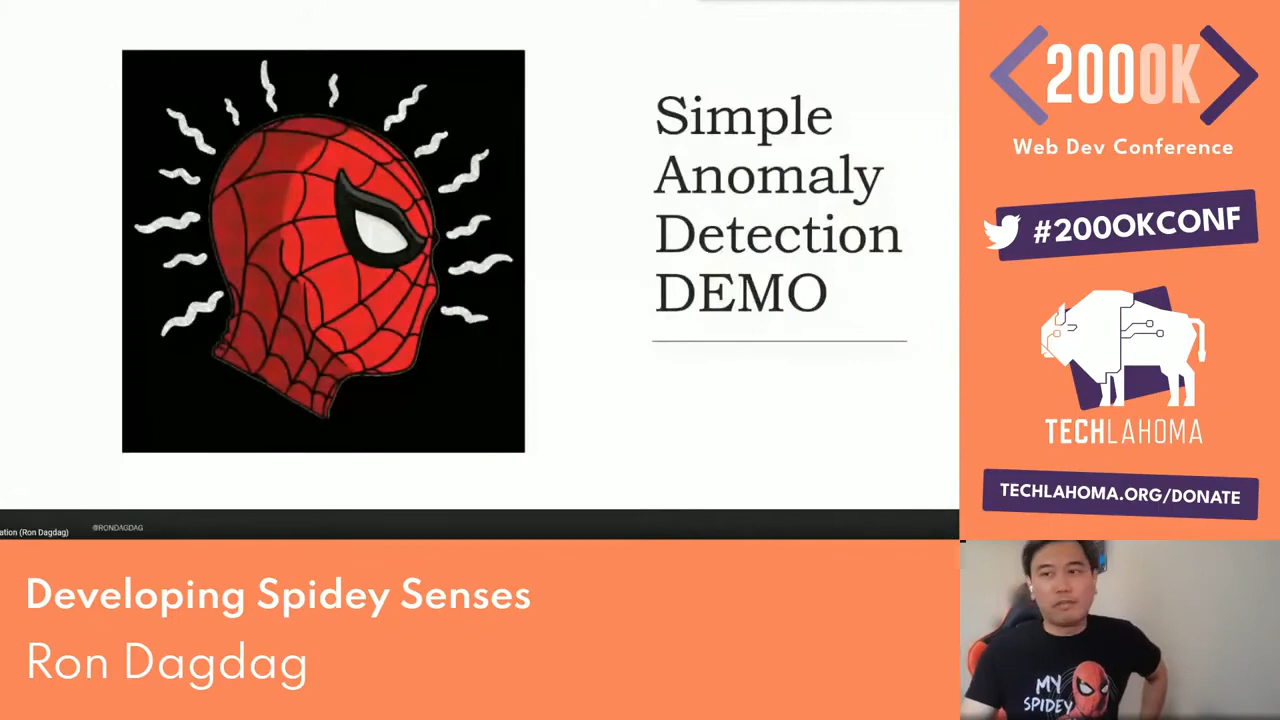 Simple
Anomaly
Detection
DEMO
ation (Ron Dagdag)
@RONDAGDAG
200OK
Web Dev Conference
#200OKCONF
TECHLAHOMA
TECHLAHOMA.ORG/DONATE
Developing Spidey Senses
Ron Dagdag
MY
SPIDEY